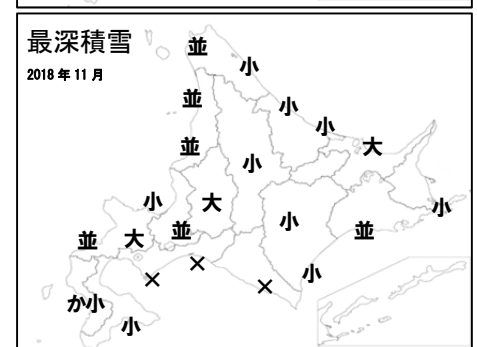 最深積雪
2018 年 11 月
並
小
並
小
小
並
小
大
小
大
小
並
小
並
大
小
並
×
×
小
×
か小
小